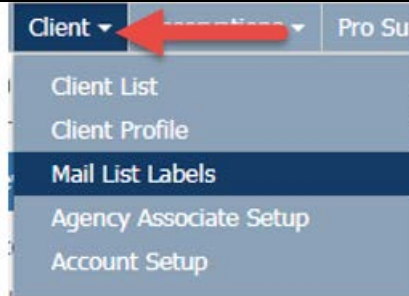 Client Pro Su
Client List
Client Profile
Mail List Labels
Agency Associate Setup
Account Setup